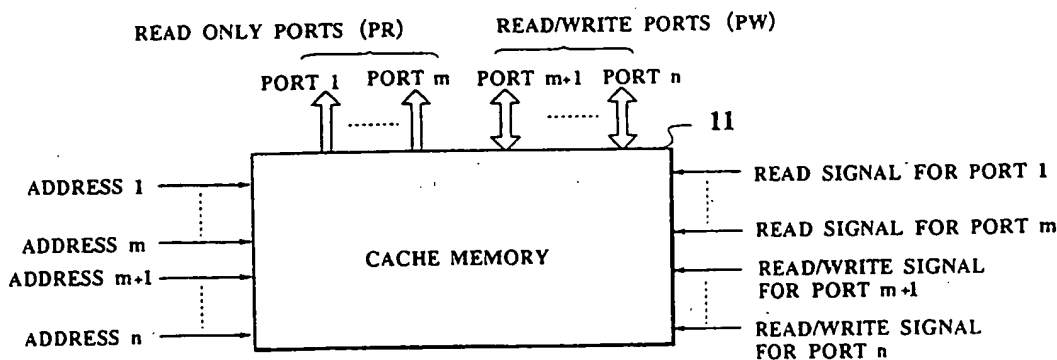 READ ONLY PORTS (PR)
READ/WRITE PORTS (PW)
PORT 1
PORT m
PORT m+1
PORT n
11
ADDRESS 1
ADDRESS m
ADDRESS m+1
ADDRESS n
CACHE MEMORY
READ SIGNAL FOR PORT 1
READ SIGNAL FOR PORT m
READ/WRITE SIGNAL
FOR PORT m+1
READ/WRITE SIGNAL
FOR PORT n